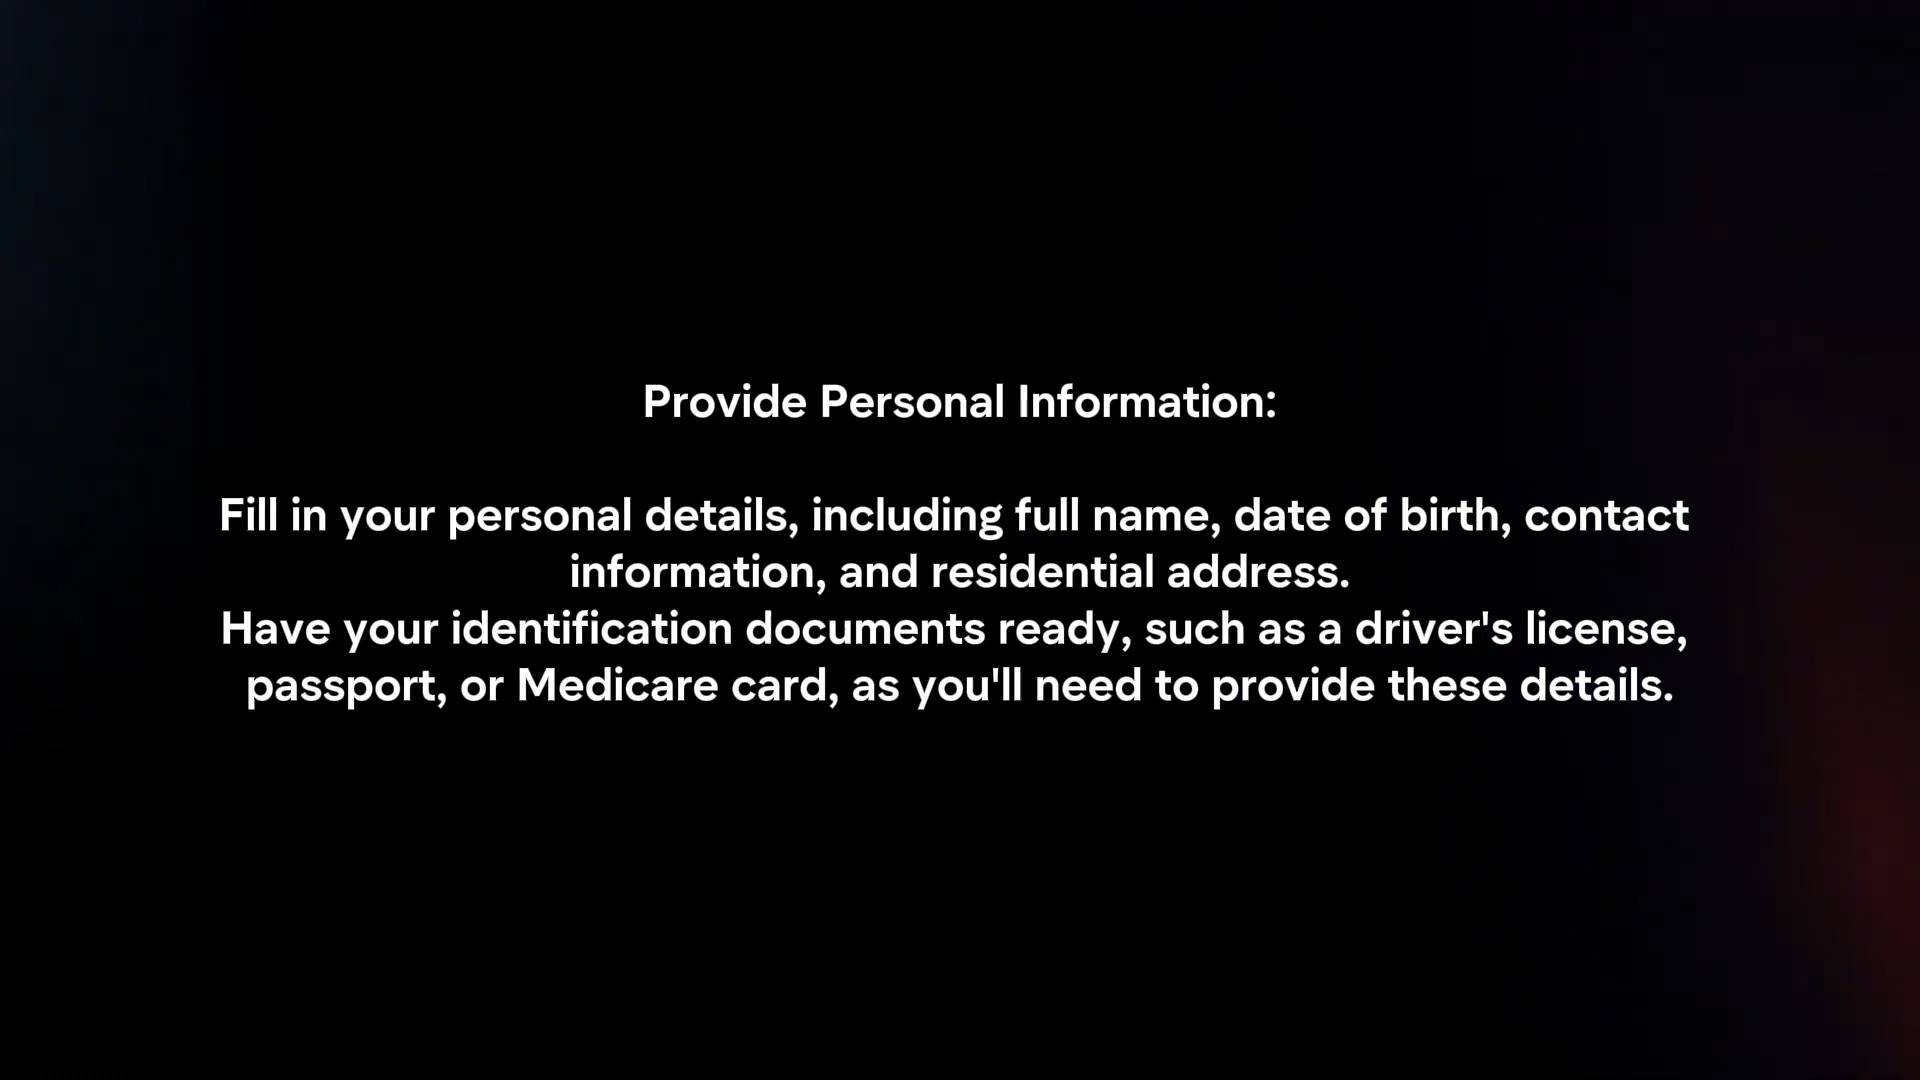 Provide Personal Information:
Fill in your personal details, including full name, date of birth, contact
information, and residential address.
Have your identification documents ready, such as a driver's license,
passport, or Medicare card, as you'll need to provide these details.